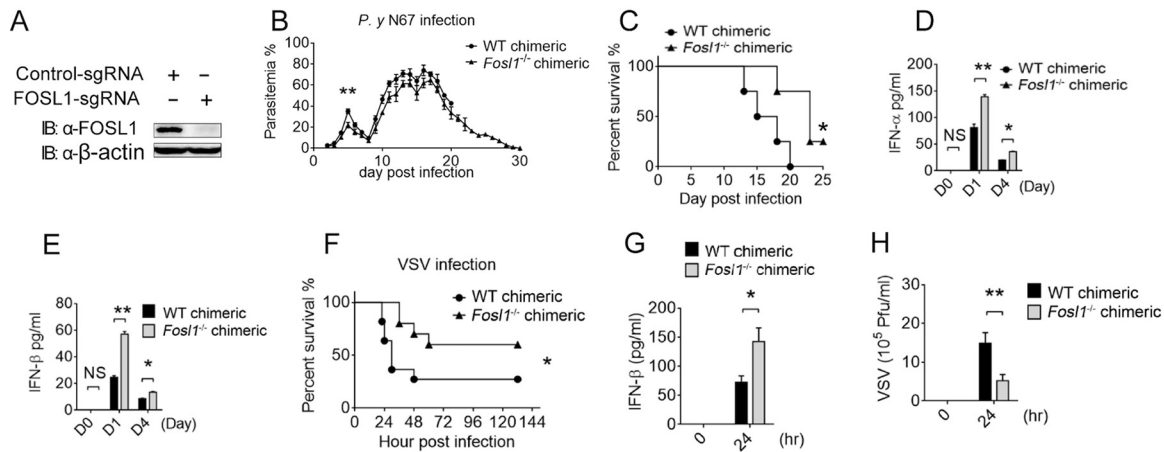 A
Control-sgRNA + –
FOSL1-sgRNA – +
IB: α-FOSL1
IB: α-β-actin
B
P. y N67 infection
WT chimeric
Fosl1-/- chimeric
Parasitemia %
100
80
60
40
20
0
**
0 10 20 30
day post infection
C
WT chimeric
Fosl1-/- chimeric
Percent survival %
100
50
0
*
0 5 10 15 20 25
Day post infection
D
WT chimeric
Fosl1-/- chimeric
IFN-α pg/ml
200
150
100
50
0
NS
**
*
D0 D1 D4 (Day)
E
WT chimeric
Fosl1-/- chimeric
IFN-β pg/ml
80
60
40
20
0
NS
**
*
D0 D1 D4 (Day)
F
VSV infection
WT chimeric
Fosl1-/- chimeric
Percent survival %
100
50
0
*
0 24 48 72 96 120 144
Hour post infection
G
WT chimeric
Fosl1-/- chimeric
IFN-β (pg/ml)
200
150
100
50
0
*
0 24 (hr)
H
WT chimeric
Fosl1-/- chimeric
VSV (10⁵ Pfu/ml)
30
20
10
0
**
0 24 (hr)